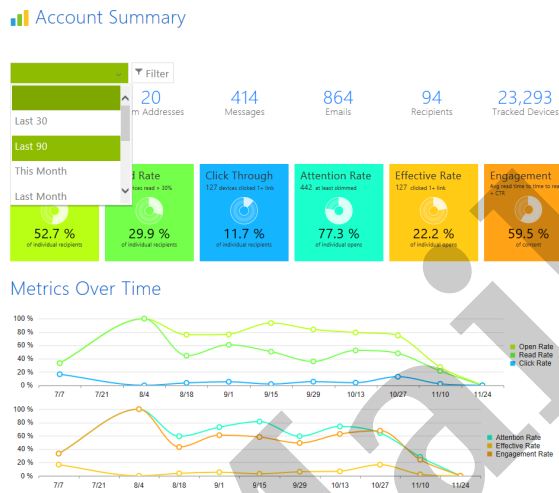 Account Summary
Filter
20
414
864
94
23,293
m Addresses
Messages
Emails
Recipients
Tracked Devices
Last 30
Last 90
This Month
Last Month
d Rate
Click Through
Attention Rate
Effective Rate
Engagement
ices read > 30%
127 devices clicked 1+ link
442 at least skimmed
127 clicked 1+ link
Avg read time to time to rea
+ CTR
52.7 %
29.9 %
11.7 %
77.3 %
22.2 %
59.5 %
of individual recipients
of individual recipients
of individual recipients
of individual opens
of individual opens
of content
Metrics Over Time
100 %
80 %
60 %
40 %
20 %
0 %
7/7
7/21
8/4
8/18
9/1
9/15
9/29
10/13
10/27
11/10
11/24
Open Rate
Read Rate
Click Rate
100 %
80 %
60 %
40 %
20 %
0 %
7/7
7/21
8/4
8/18
9/1
9/15
9/29
10/13
10/27
11/10
11/24
Attention Rate
Effective Rate
Engagement Rate